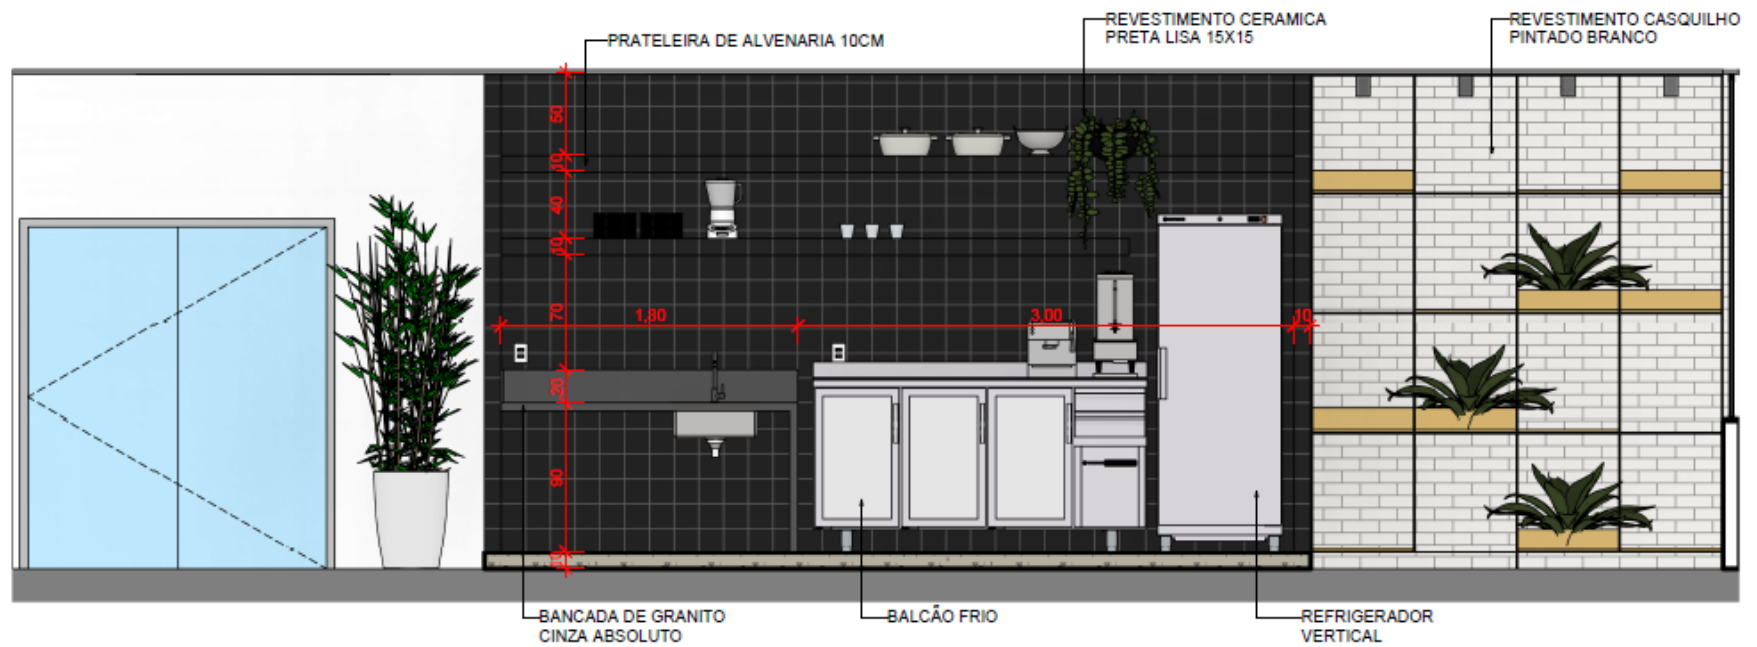 REVESTIMENTO CERAMICA
PRETA LISA 15X15
REVESTIMENTO CASQUILHO
PINTADO BRANCO
PRATELEIRA DE ALVENARIA 10CM
50
10
40
10
70
1,80
3,00
10
20
90
10
BANCADA DE GRANITO
CINZA ABSOLUTO
BALCÃO FRIO
REFRIGERADOR
VERTICAL